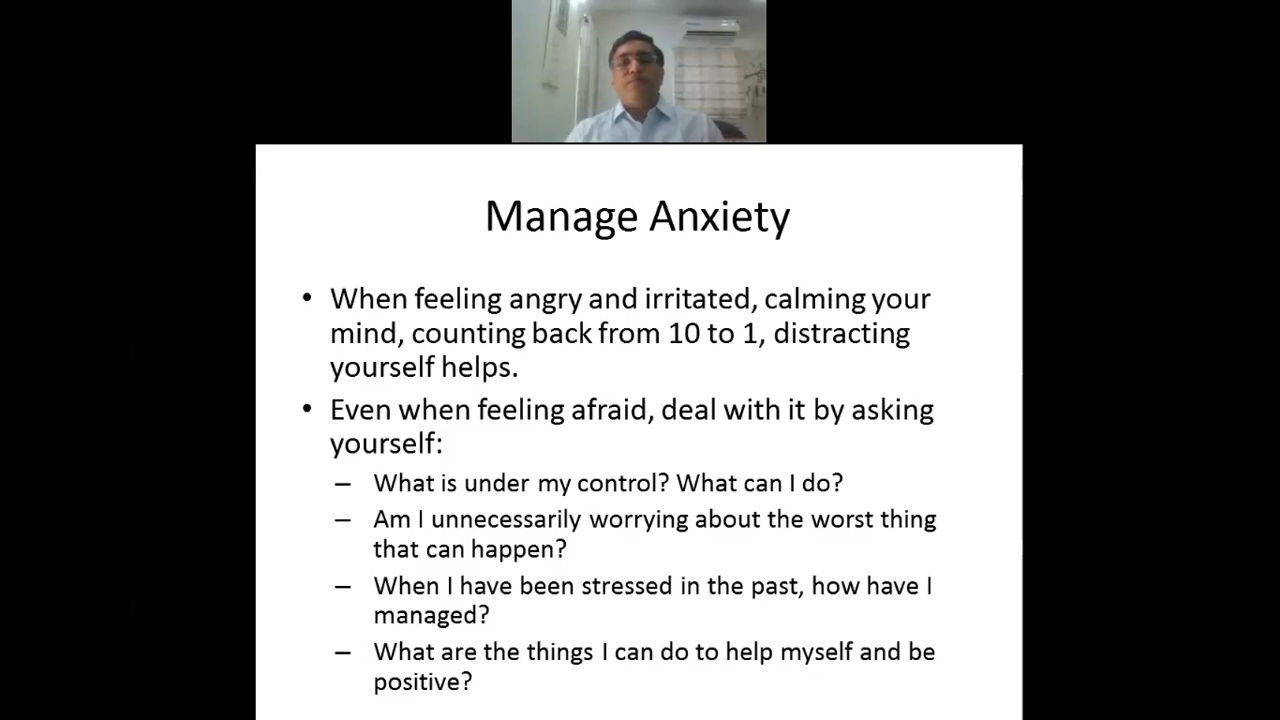 Manage Anxiety
• When feeling angry and irritated, calming your
mind, counting back from 10 to 1, distracting
yourself helps.
• Even when feeling afraid, deal with it by asking
yourself:
– What is under my control? What can I do?
– Am I unnecessarily worrying about the worst thing
that can happen?
– When I have been stressed in the past, how have I
managed?
– What are the things I can do to help myself and be
positive?